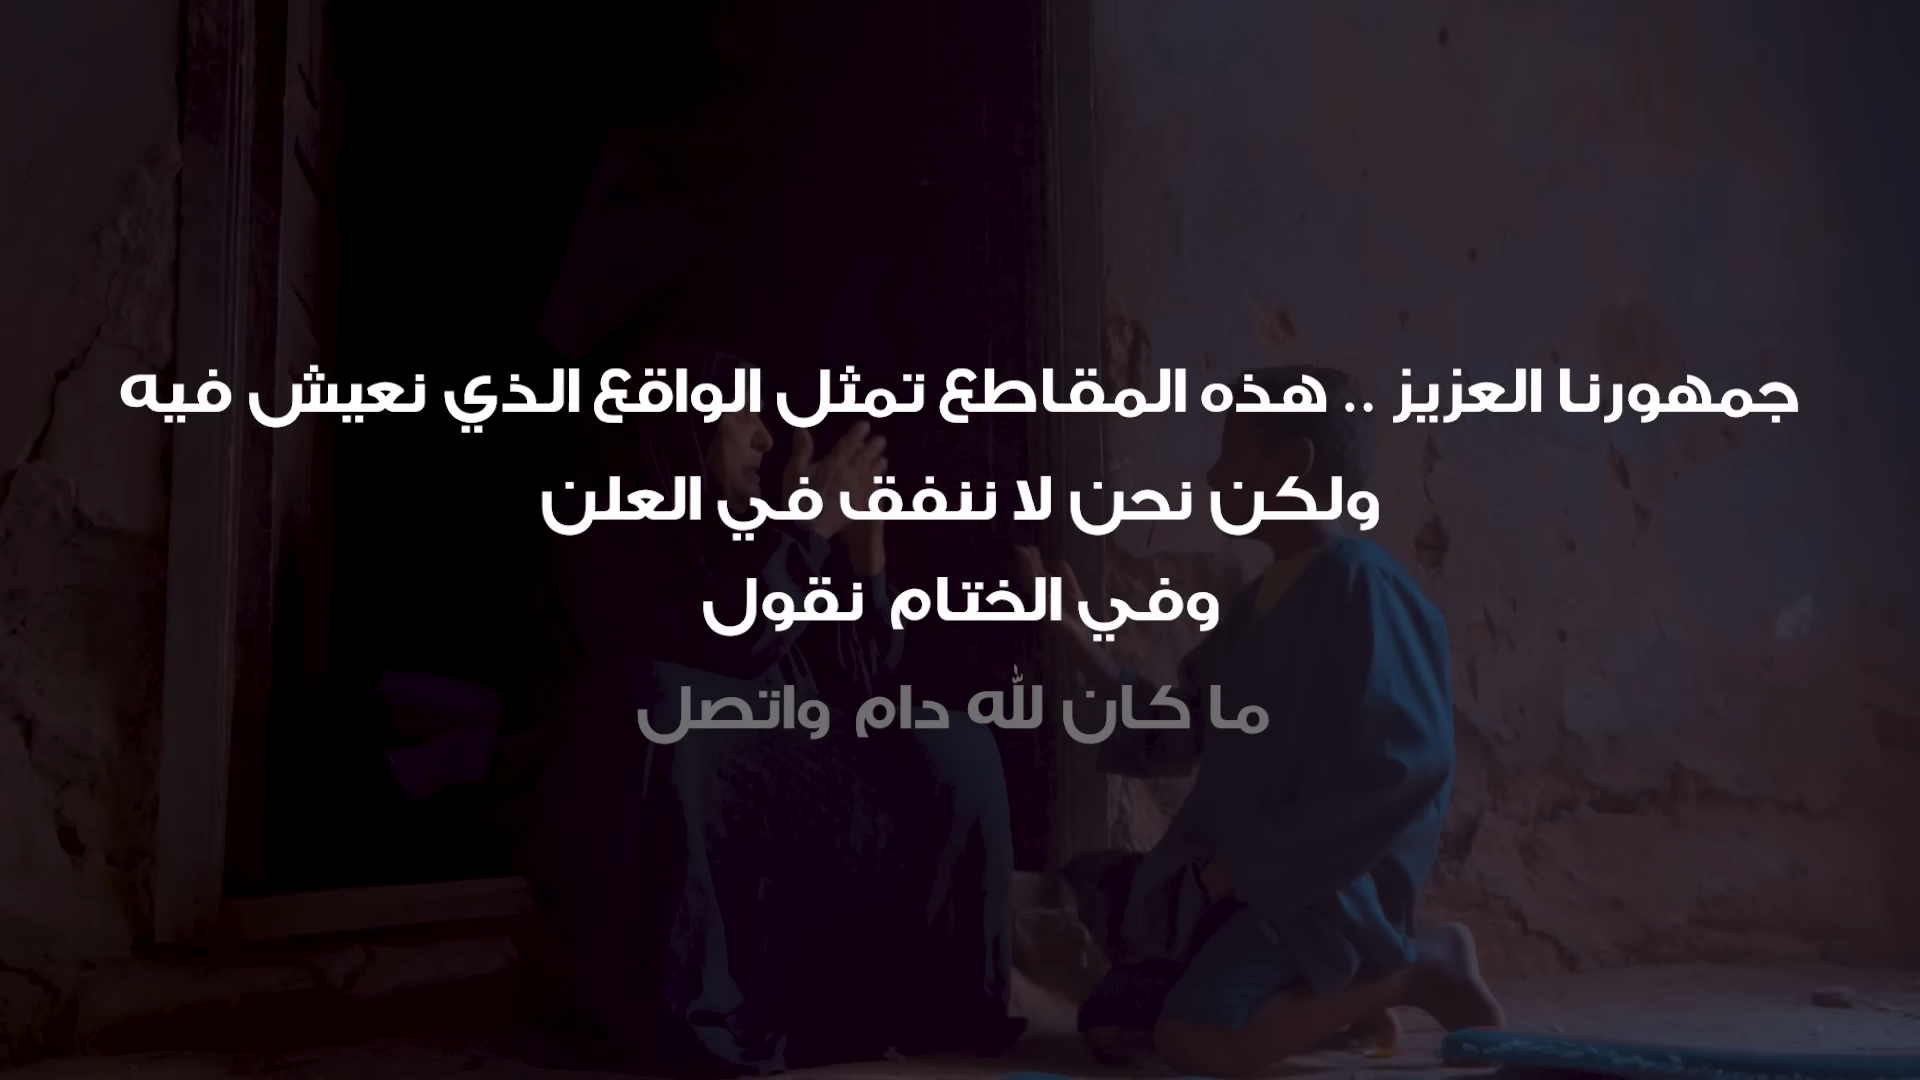 جمهورنا العزيز .. هذه المقاطع تمثل الواقع الذي نعيش فيه
ولكن نحن لا ننفق في العلن
وفي الختام نقول
ما كان لله دام واتصل